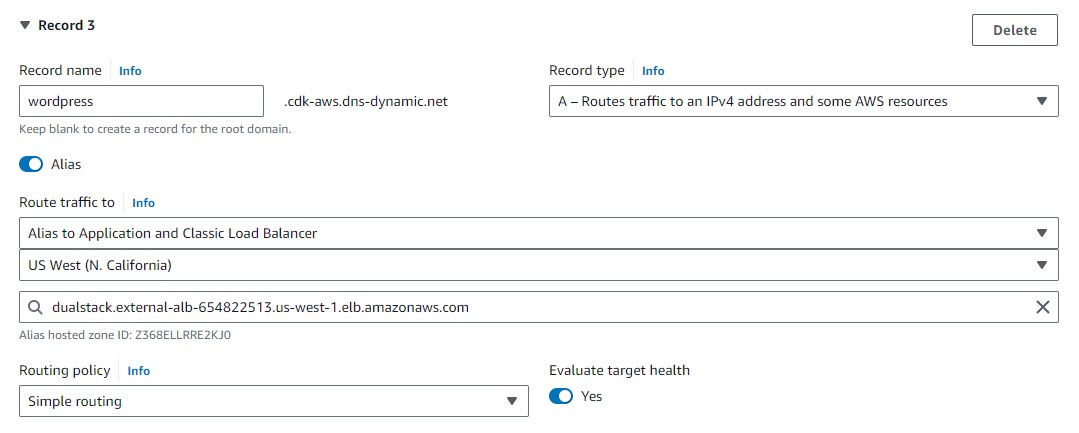 Record 3
Delete
Record name Info
wordpress .cdk-aws.dns-dynamic.net
Keep blank to create a record for the root domain.
Record type Info
A – Routes traffic to an IPv4 address and some AWS resources
Alias
Route traffic to Info
Alias to Application and Classic Load Balancer
US West (N. California)
dualstack.external-alb-654822513.us-west-1.elb.amazonaws.com
Alias hosted zone ID: Z368ELLRRE2KJ0
Routing policy Info
Simple routing
Evaluate target health
Yes